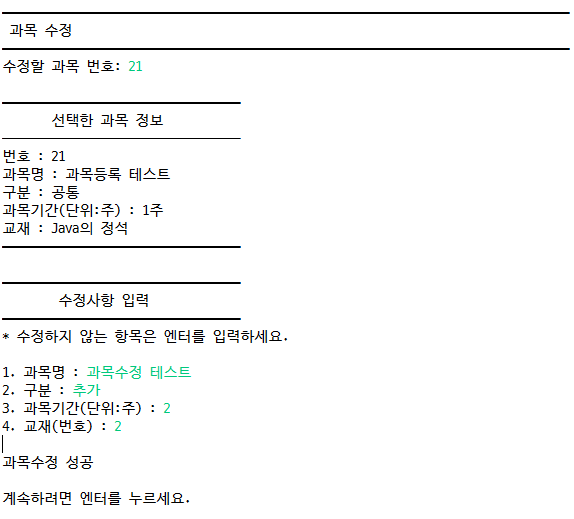 과목 수정
수정할 과목 번호: 21
선택한 과목 정보
번호 : 21
과목명 : 과목등록 테스트
구분 : 공통
과목기간(단위:주) : 1주
교재 : Java의 정석
수정사항 입력
* 수정하지 않는 항목은 엔터를 입력하세요.
1. 과목명 : 과목수정 테스트
2. 구분 : 추가
3. 과목기간(단위:주) : 2
4. 교재(번호) : 2
과목수정 성공
계속하려면 엔터를 누르세요.